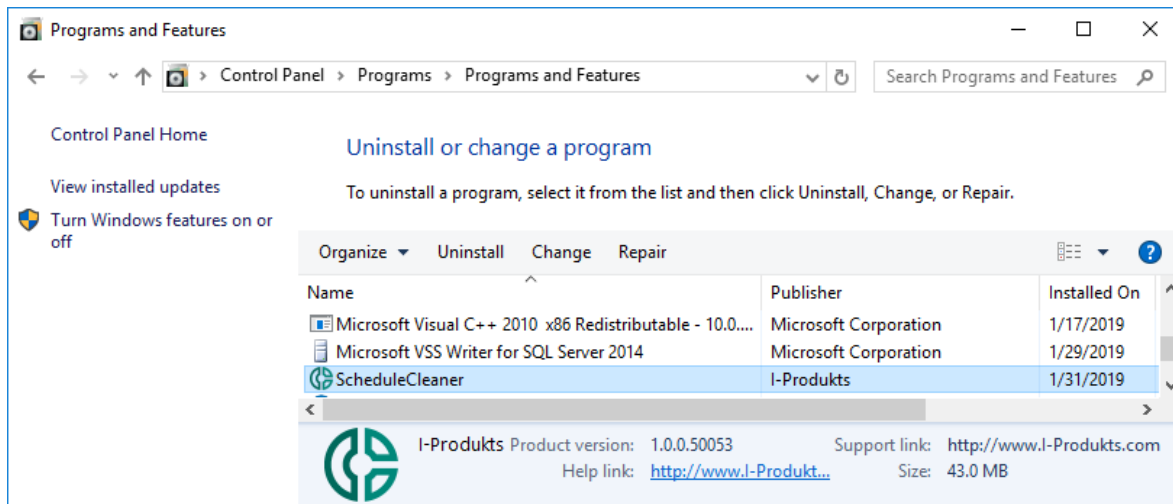 Programs and Features
Control Panel > Programs > Programs and Features
Search Programs and Features
Control Panel Home
View installed updates
Turn Windows features on or
off
Uninstall or change a program
To uninstall a program, select it from the list and then click Uninstall, Change, or Repair.
Organize Uninstall Change Repair
Name Publisher Installed On
Microsoft Visual C++ 2010 x86 Redistributable - 10.0.... Microsoft Corporation 1/17/2019
Microsoft VSS Writer for SQL Server 2014 Microsoft Corporation 1/29/2019
ScheduleCleaner I-Produkts 1/31/2019
I-Produkts Product version: 1.0.0.50053 Support link: http://www.I-Produkts.com
Help link: http://www.I-Produkt... Size: 43.0 MB